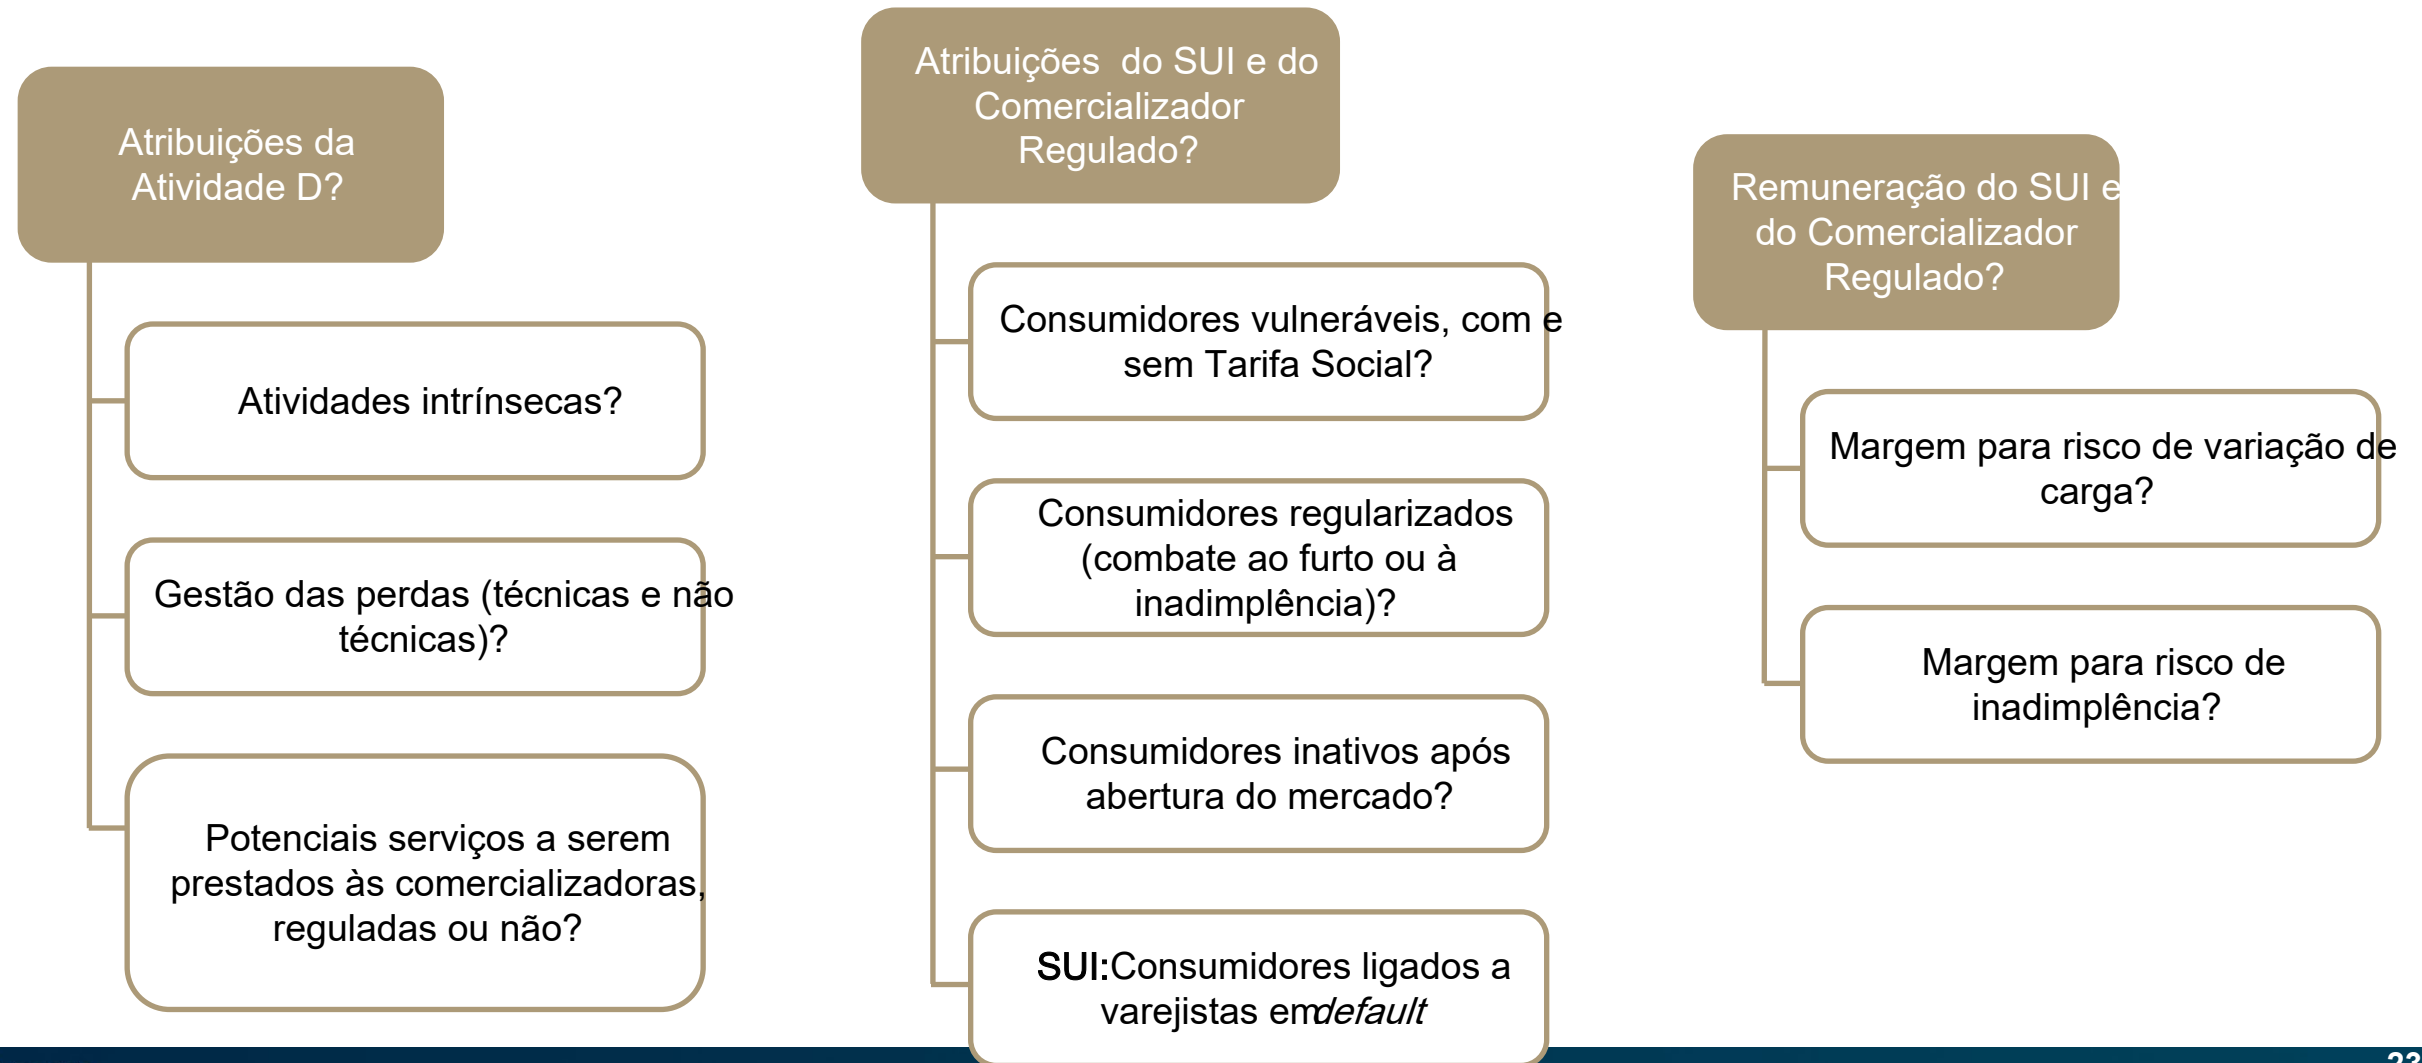 Atribuições da
Atividade D?
Atividades intrínsecas?
Gestão das perdas (técnicas e não
técnicas)?
Potenciais serviços a serem
prestados às comercializadoras,
reguladas ou não?
Atribuições do SUI e do
Comercializador
Regulado?
Consumidores vulneráveis, com e
sem Tarifa Social?
Consumidores regularizados
(combate ao furto ou à
inadimplência)?
Consumidores inativos após
abertura do mercado?
SUI:Consumidores ligados a
varejistas em default
Remuneração do SUI e
do Comercializador
Regulado?
Margem para risco de variação de
carga?
Margem para risco de
inadimplência?
23